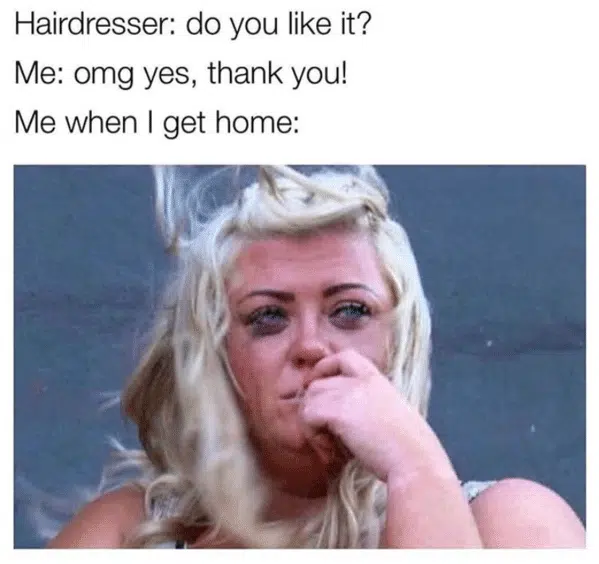 Hairdresser: do you like it?
Me: omg yes, thank you!
Me when I get home: